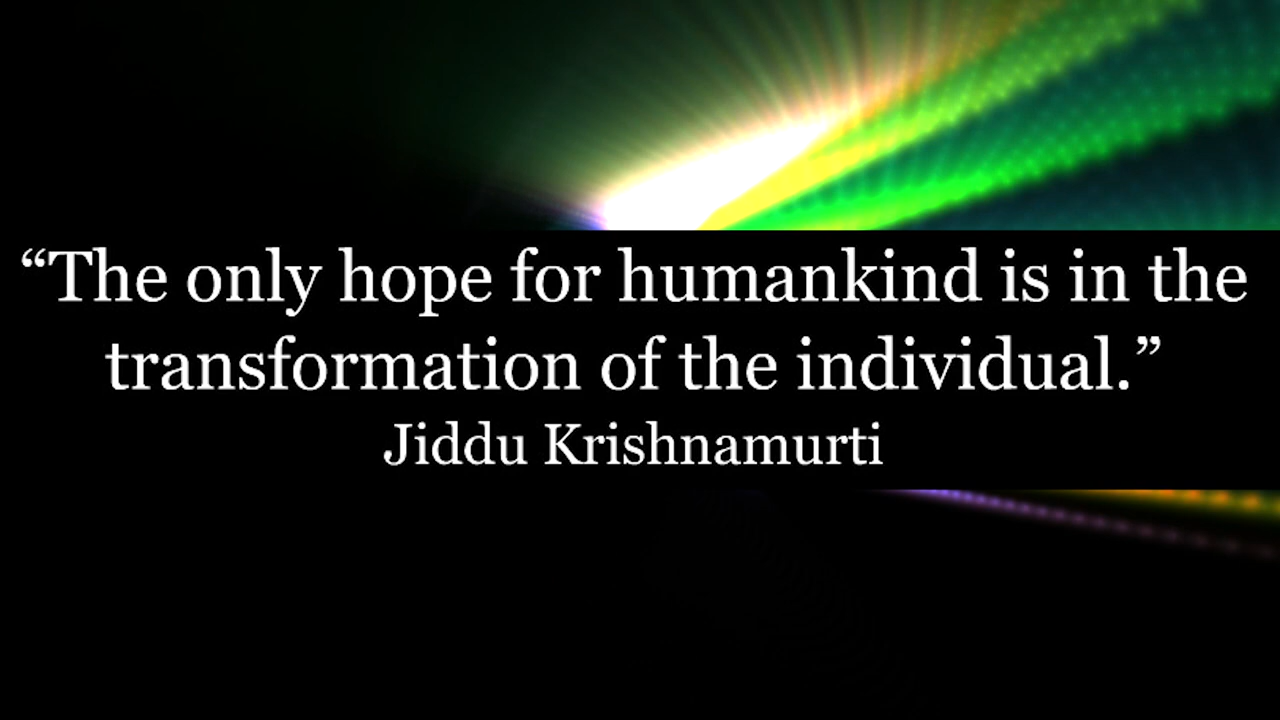 “The only hope for humankind is in the
transformation of the individual.”
Jiddu Krishnamurti